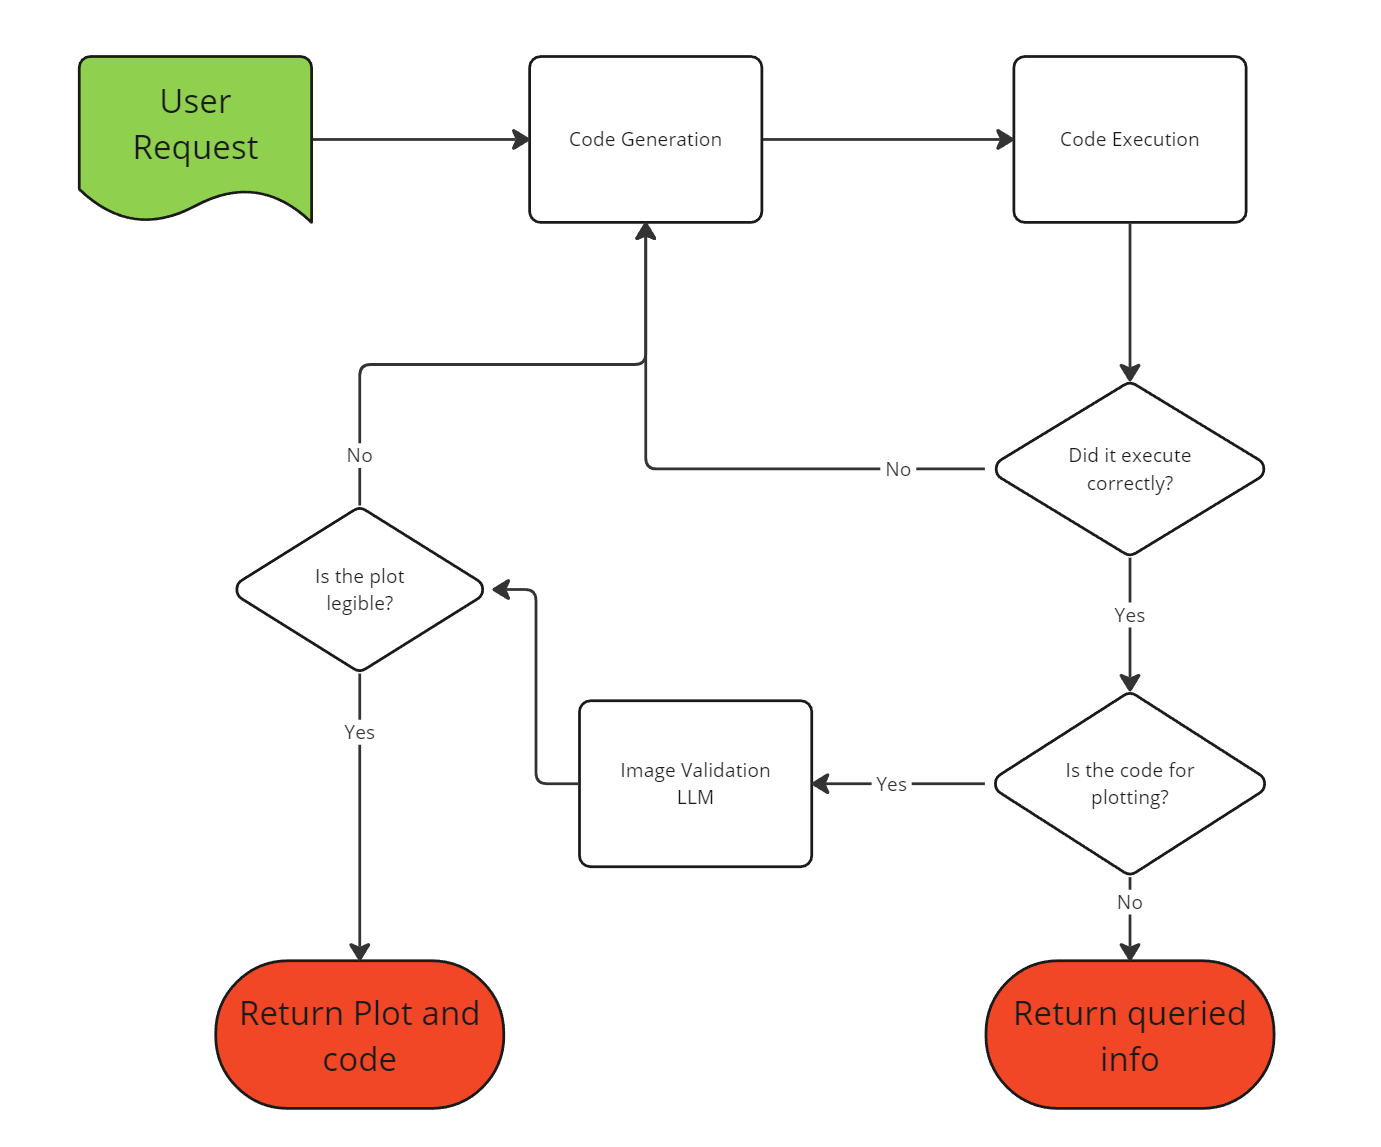 User
Request
Code Generation
Code Execution
Did it execute
correctly?
No
No
Is the plot
legible?
Yes
Yes
Image Validation
LLM
Yes
Is the code for
plotting?
No
Return Plot and
code
Return queried
info